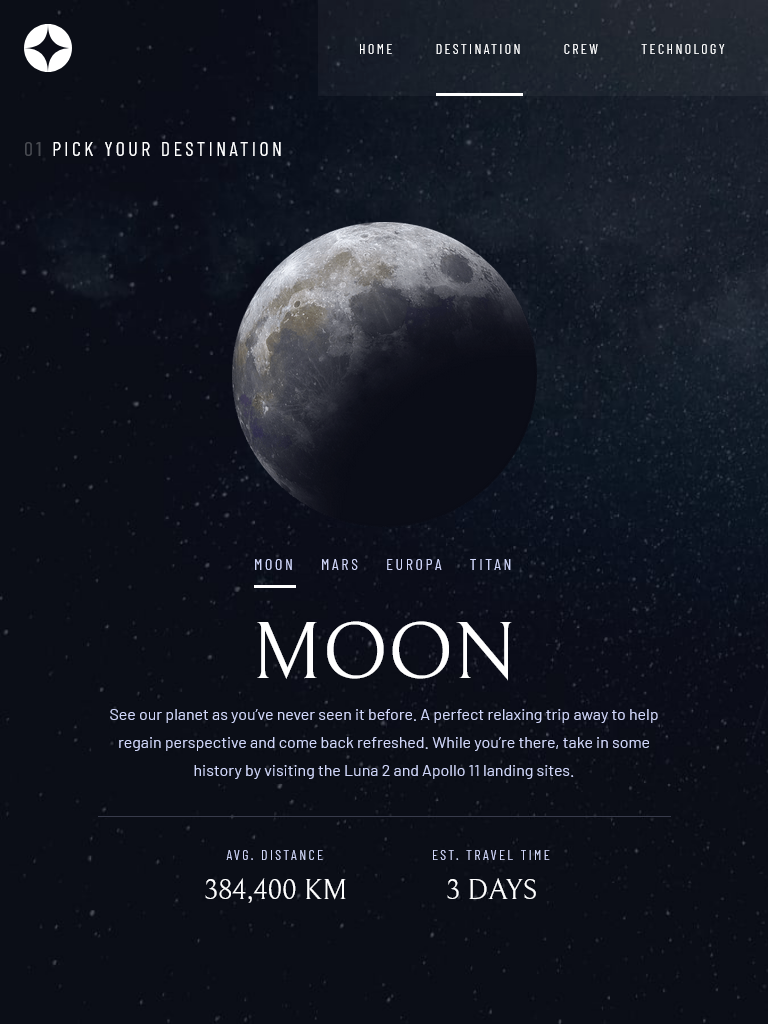 HOME DESTINATION CREW TECHNOLOGY
01 PICK YOUR DESTINATION
MOON MARS EUROPA TITAN
MOON
See our planet as you’ve never seen it before. A perfect relaxing trip away to help
regain perspective and come back refreshed. While you’re there, take in some
history by visiting the Luna 2 and Apollo 11 landing sites.
AVG. DISTANCE EST. TRAVEL TIME
384,400 KM 3 DAYS